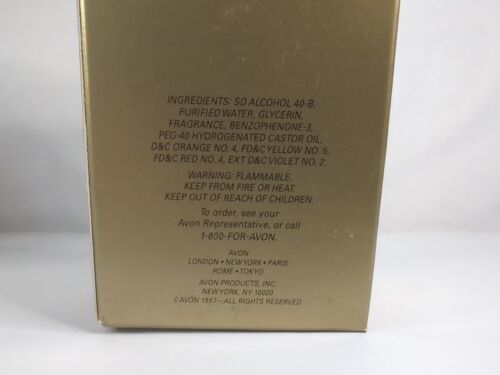 INGREDIENTS: SD ALCOHOL 40-B,
PURIFIED WATER, GLYCERIN,
FRAGRANCE, BENZOPHENONE-3,
PEG-40 HYDROGENATED CASTOR OIL,
D&C ORANGE NO. 4, FD&C YELLOW NO. 5,
FD&C RED NO. 4, EXT D&C VIOLET NO. 2.
WARNING: FLAMMABLE.
KEEP FROM FIRE OR HEAT.
KEEP OUT OF REACH OF CHILDREN.
To order, see your
Avon Representative, or call
1-800-FOR-AVON.
AVON
LONDON • NEW YORK • PARIS
ROME • TOKYO
AVON PRODUCTS, INC.
NEW YORK, NY 10020
©AVON 1997—ALL RIGHTS RESERVED